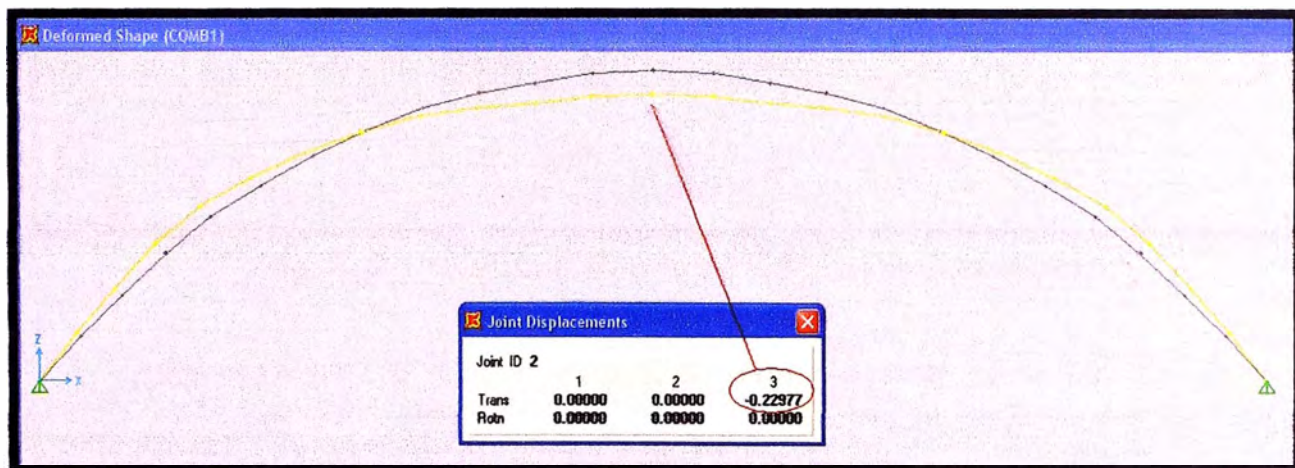 Deformed Shape (COMB1)
Z
X
Joint Displacements
Joint ID 2
1 2 3
Trans 0.00000 0.00000 -0.22977
Rotn 0.00000 0.00000 0.00000